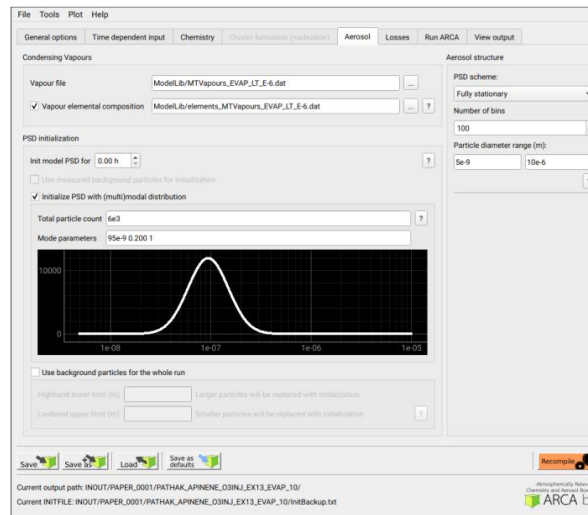 File Tools Plot Help
General options Time dependent input Chemistry Cluster formation (nucleation) Aerosol Losses Run ARCA View output
Condensing Vapours
Vapour file ModelLib/MTVapours_EVAP_LT_E-6.dat ...
Vapour elemental composition ModelLib/elements_MTVapours_EVAP_LT_E-6.dat ... ?
PSD initialization
Init model PSD for 0.00 h ?
Use measured background particles for initialization
Initialize PSD with (multi)modal distribution
Total particle count 6e3 ?
Mode parameters 95e-9 0.200 1
10000
0
1e-08 1e-07 1e-06 1e-05
Use background particles for the whole run
Highband lower limit (m) Larger particles will be replaced with initialization
Lowband upper limit (m) Smaller particles will be replaced with initialization ?
Aerosol structure
PSD scheme:
Fully stationary
Number of bins
100
Particle diameter range (m):
5e-9 10e-6
Save Save as Load Save as defaults Recompile
Current output path: INOUT/PAPER_0001/PATHAK_APINENE_O3INJ_EX13_EVAP_10/
Current INITFILE: INOUT/PAPER_0001/PATHAK_APINENE_O3INJ_EX13_EVAP_10/InitBackup.txt
Atmospherically
Chemistry and Aerosol
ARCA b